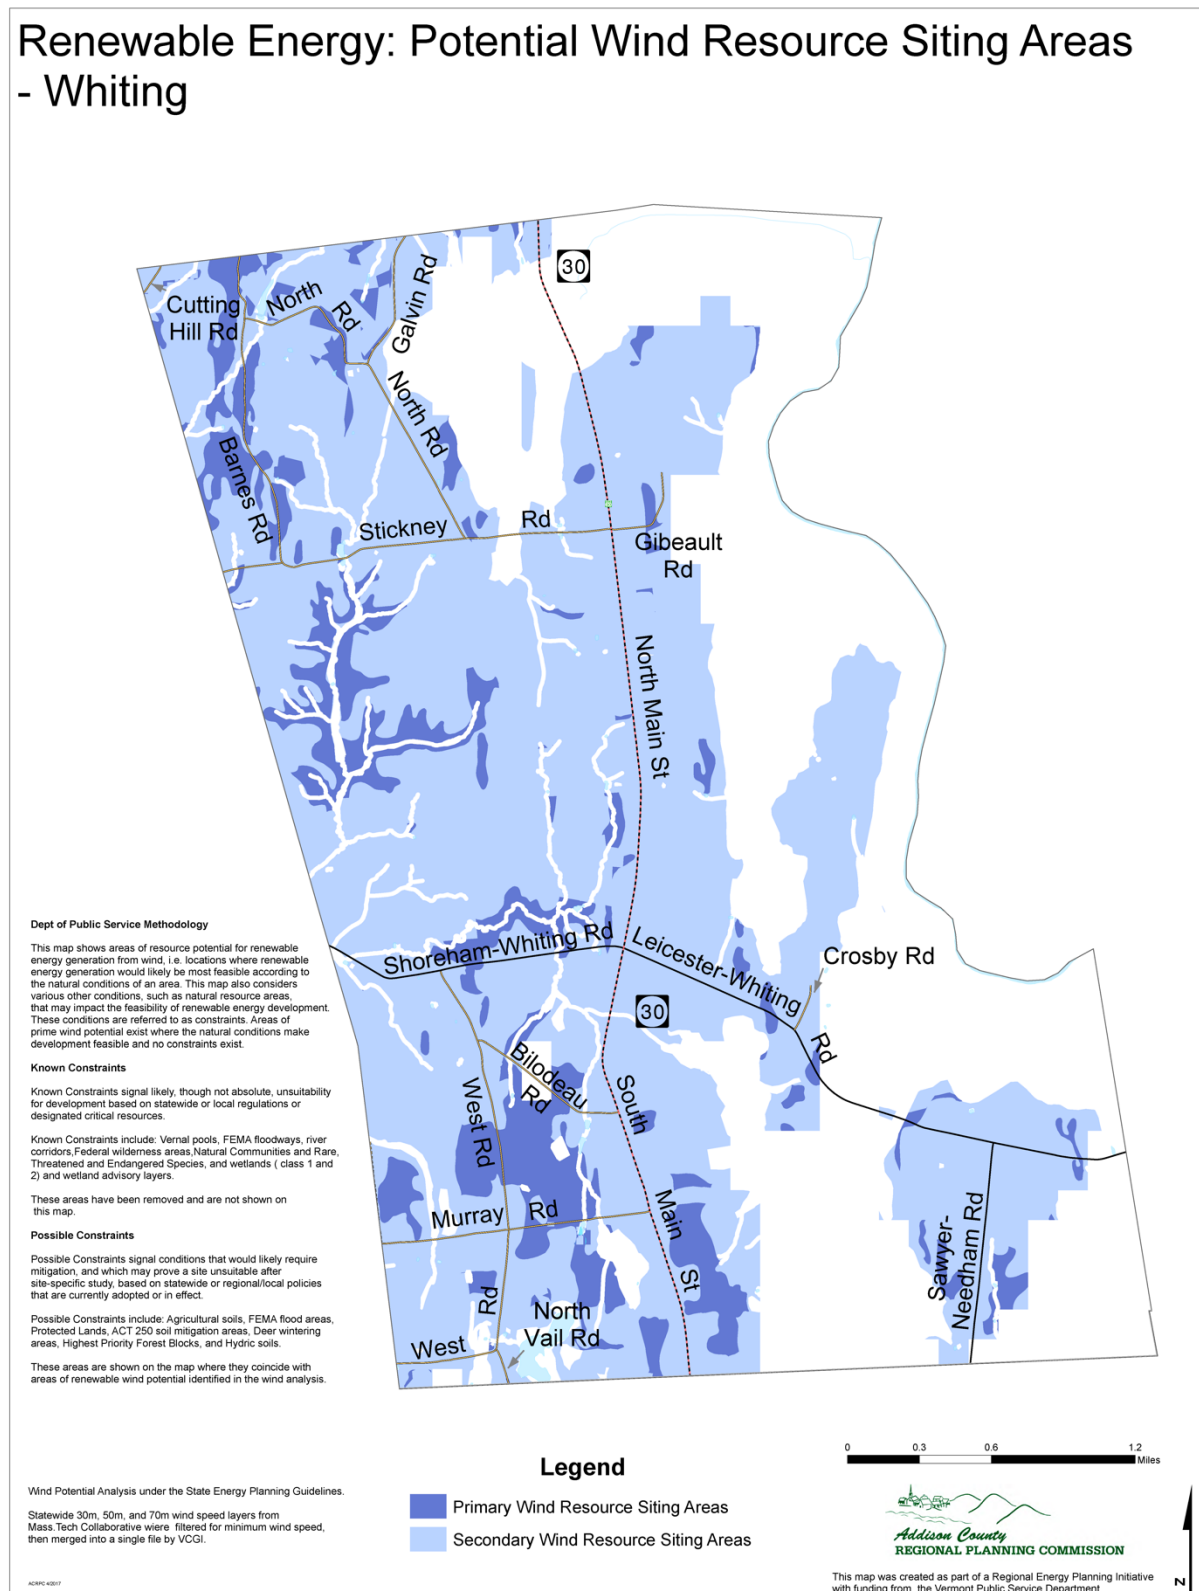 Renewable Energy: Potential Wind Resource Siting Areas
- Whiting
30
Cutting
Hill Rd
North
Rd
Galvin Rd
North Rd
Barnes Rd
Stickney
Rd
Gibeault
Rd
North Main St
Shoreham-Whiting Rd
Leicester-Whiting
Rd
Crosby Rd
30
Bilodeau
Rd
South
Main
St
West Rd
Murray
Rd
Sawyer-
Needham Rd
Rd
West
North
Vail Rd
Dept of Public Service Methodology
This map shows areas of resource potential for renewable
energy generation from wind, i.e. locations where renewable
energy generation would likely be most feasible according to
the natural conditions of an area. This map also considers
various other conditions, such as natural resource areas,
that may impact the feasibility of renewable energy development.
These conditions are referred to as constraints. Areas of
prime wind potential exist where the natural conditions make
development feasible and no constraints exist.
Known Constraints
Known Constraints signal likely, though not absolute, unsuitability
for development based on statewide or local regulations or
designated critical resources.
Known Constraints include: Vernal pools, FEMA floodways, river
corridors,Federal wilderness areas,Natural Communities and Rare,
Threatened and Endangered Species, and wetlands ( class 1 and
2) and wetland advisory layers.
These areas have been removed and are not shown on
this map.
Possible Constraints
Possible Constraints signal conditions that would likely require
mitigation, and which may prove a site unsuitable after
site-specific study, based on statewide or regional/local policies
that are currently adopted or in effect.
Possible Constraints include: Agricultural soils, FEMA flood areas,
Protected Lands, ACT 250 soil mitigation areas, Deer wintering
areas, Highest Priority Forest Blocks, and Hydric soils.
These areas are shown on the map where they coincide with
areas of renewable wind potential identified in the wind analysis.
Wind Potential Analysis under the State Energy Planning Guidelines.
Statewide 30m, 50m, and 70m wind speed layers from
Mass.Tech Collaborative wiere filtered for minimum wind speed,
then merged into a single file by VCGI.
ACRPC 4/2017
Legend
Primary Wind Resource Siting Areas
Secondary Wind Resource Siting Areas
0 0.3 0.6 1.2
Miles
Addison County
REGIONAL PLANNING COMMISSION
This map was created as part of a Regional Energy Planning Initiative
with funding from the Vermont Public Service Department
N